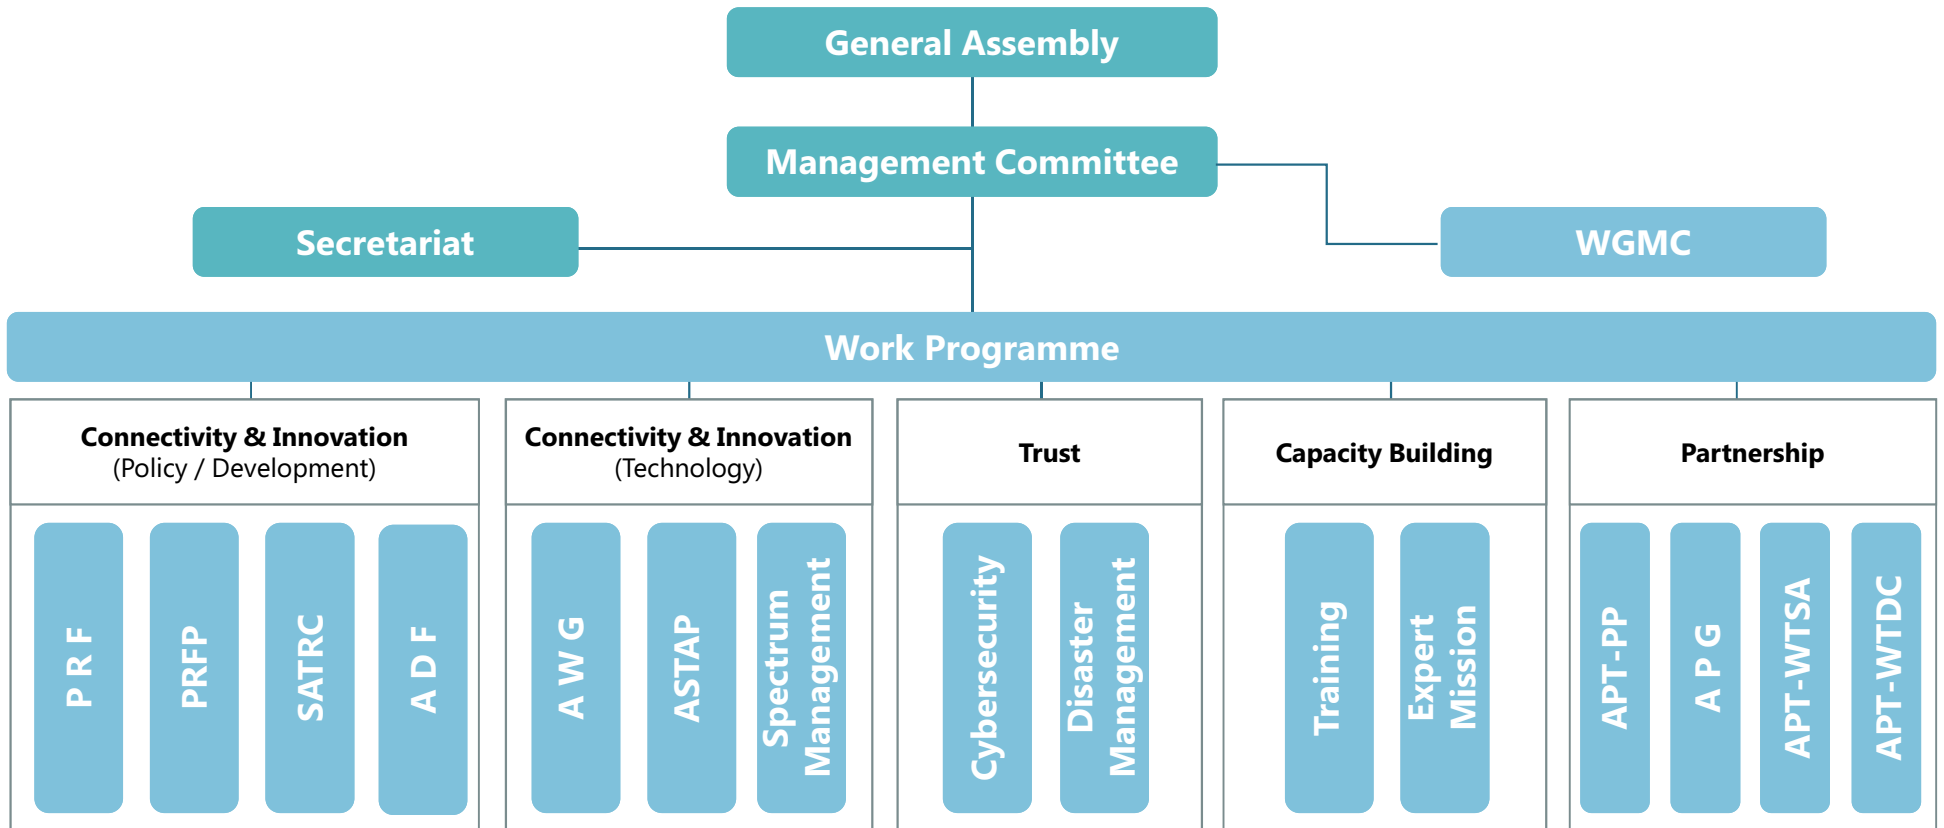 General Assembly
Management Committee
Secretariat
WGMC
Work Programme
Connectivity & Innovation
(Policy / Development)
P R F
PRFP
SATRC
A D F
Connectivity & Innovation
(Technology)
A W G
ASTAP
Spectrum
Management
Trust
Cybersecurity
Disaster
Management
Capacity Building
Training
Expert
Mission
Partnership
APT-PP
A P G
APT-WTSA
APT-WTDC